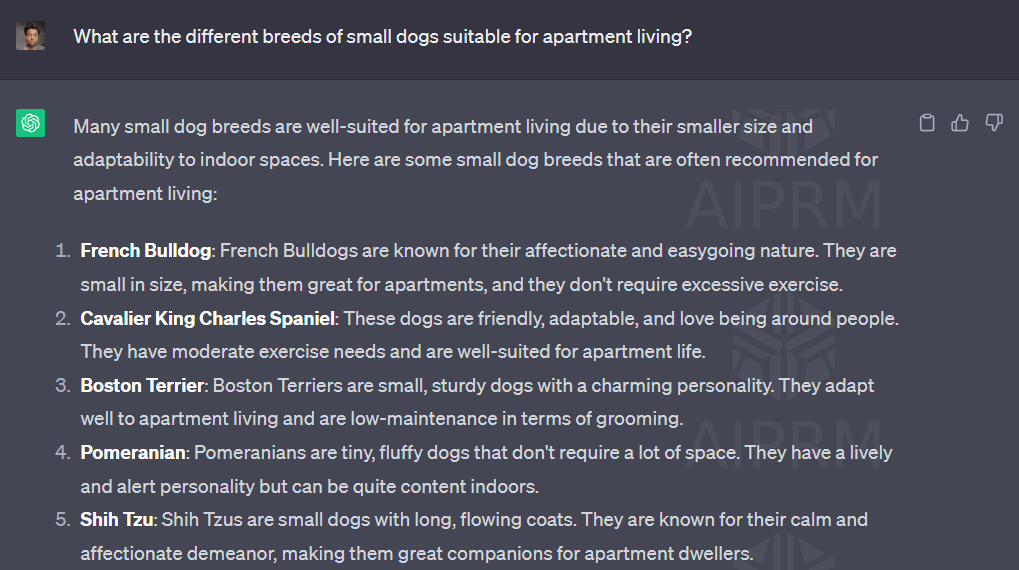 What are the different breeds of small dogs suitable for apartment living?
Many small dog breeds are well-suited for apartment living due to their smaller size and
adaptability to indoor spaces. Here are some small dog breeds that are often recommended for
apartment living:
AIPRM
1. French Bulldog: French Bulldogs are known for their affectionate and easygoing nature. They are
small in size, making them great for apartments, and they don't require excessive exercise.
2. Cavalier King Charles Spaniel: These dogs are friendly, adaptable, and love being around people.
They have moderate exercise needs and are well-suited for apartment life.
3. Boston Terrier: Boston Terriers are small, sturdy dogs with a charming personality. They adapt
well to apartment living and are low-maintenance in terms of grooming.
AIPRM
4. Pomeranian: Pomeranians are tiny, fluffy dogs that don't require a lot of space. They have a lively
and alert personality but can be quite content indoors.
5. Shih Tzu: Shih Tzus are small dogs with long, flowing coats. They are known for their calm and
affectionate demeanor, making them great companions for apartment dwellers.